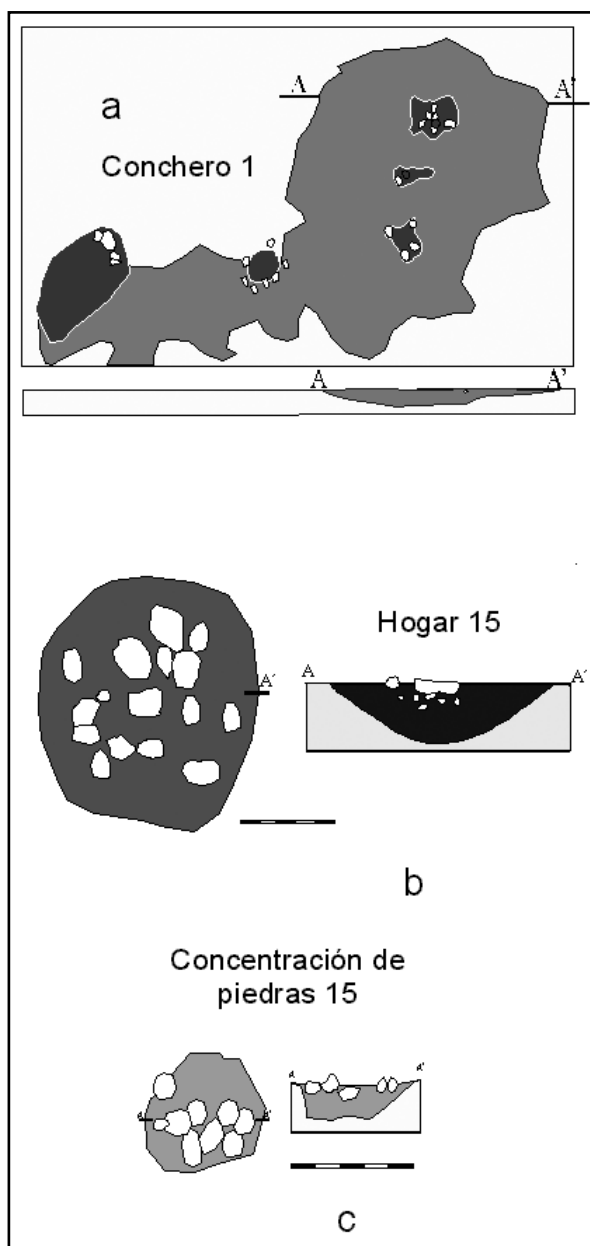 A A'
a
Conchero 1
A A'
Hogar 15
A A'
A'
b
Concentración de
piedras 15
a a'
a a'
c